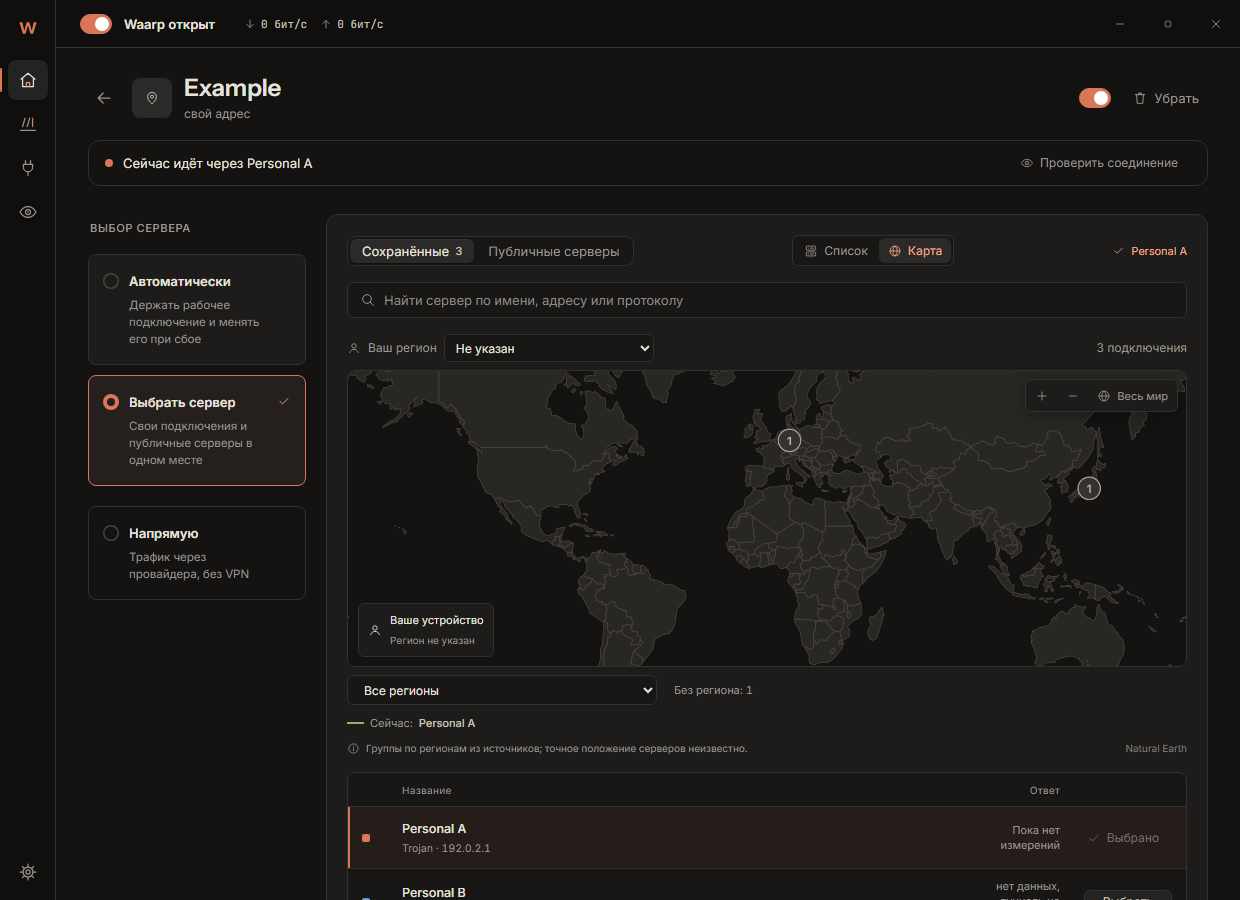 W
Waarp открыт
↓ 0 бит/с ↑ 0 бит/с
Example
свой адрес
Убрать
Сейчас идёт через Personal A
Проверить соединение
ВЫБОР СЕРВЕРА
Автоматически
Держать рабочее
подключение и менять
его при сбое
Выбрать сервер
Свои подключения и
публичные серверы в
одном месте
Напрямую
Трафик через
провайдера, без VPN
Сохранённые 3
Публичные серверы
Список
Карта
Personal A
Найти сервер по имени, адресу или протоколу
Ваш регион
Не указан
3 подключения
Весь мир
1
1
Ваше устройство
Регион не указан
Все регионы
Без региона: 1
Сейчас: Personal A
Группы по регионам из источников; точное положение серверов неизвестно.
Natural Earth
Название
Ответ
Personal A
Trojan · 192.0.2.1
Пока нет
измерений
Выбрано
Personal B
нет данных,